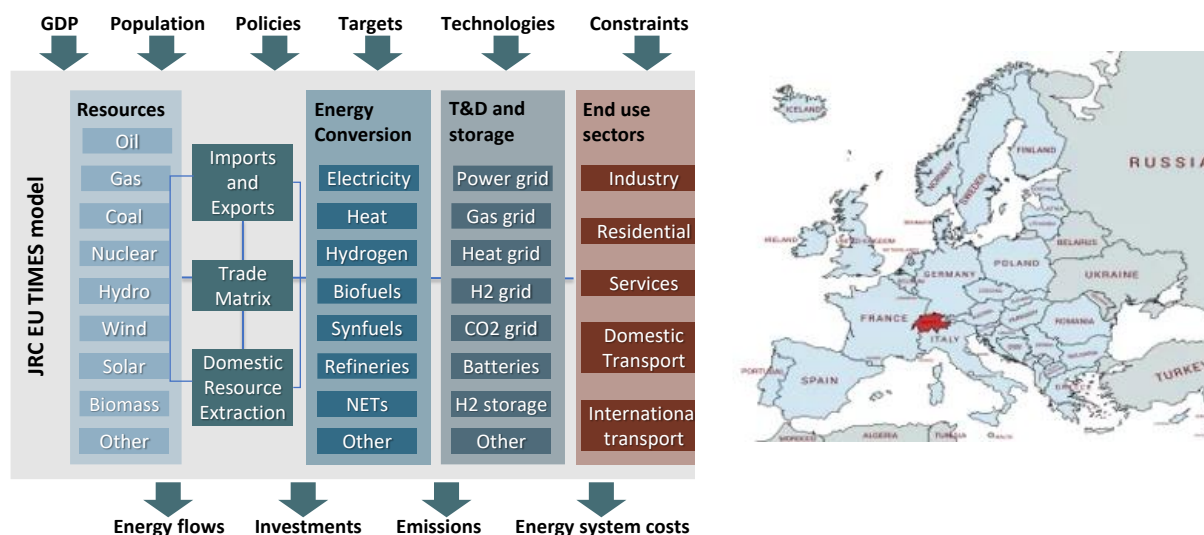 GDP
Population
Policies
Targets
Technologies
Constraints
JRC EU TIMES model
Resources
Oil
Gas
Coal
Nuclear
Hydro
Wind
Solar
Biomass
Other
Imports
and
Exports
Trade
Matrix
Domestic
Resource
Extraction
Energy
Conversion
Electricity
Heat
Hydrogen
Biofuels
Synfuels
Refineries
NETs
Other
T&D and
storage
Power grid
Gas grid
Heat grid
H2 grid
CO2 grid
Batteries
H2 storage
Other
End use
sectors
Industry
Residential
Services
Domestic
Transport
Internationa
transport
Energy flows
Investments
Emissions
Energy system costs
ICELAND
NORWAY
SWEDEN
FINLAND
RUSSIA
IRELAND
UNITED KINGDOM
BELARUS
POLAND
GERMANY
UKRAINE
FRANCE
ITALY
ROMANIA
PORTUGAL
SPAIN
GREECE
TURKEY
MOROCCO
ALGERIA
TUNISIA